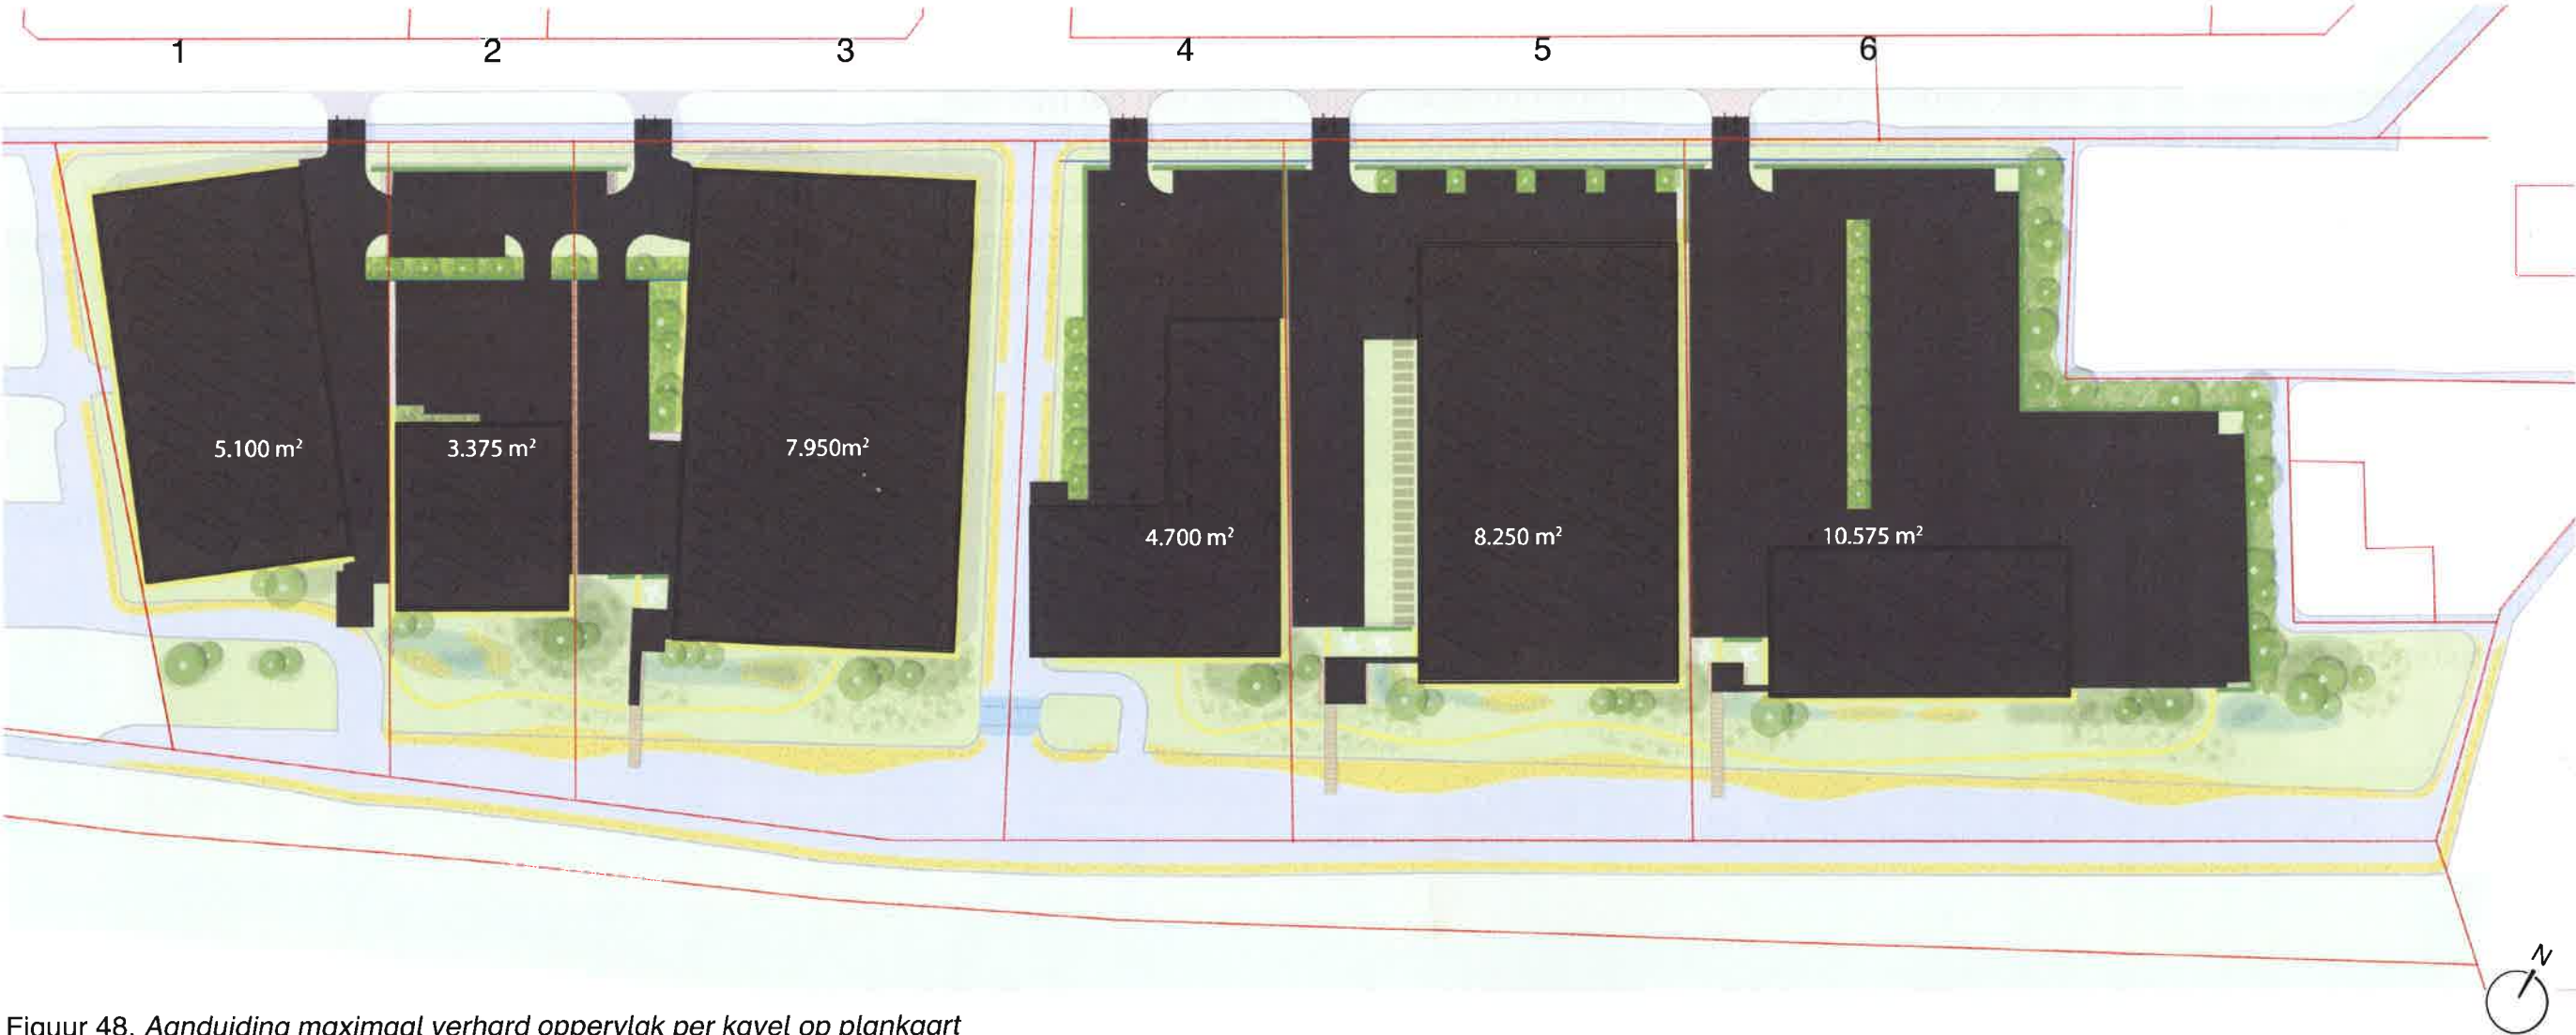 1 2 3 4 5 6
5.100 m² 3.375 m² 7.950m²
4.700 m² 8.250 m² 10.575 m²
N
Figuur 48. Aanduiding maximaal verhard oppervlak per kavel op plankaart